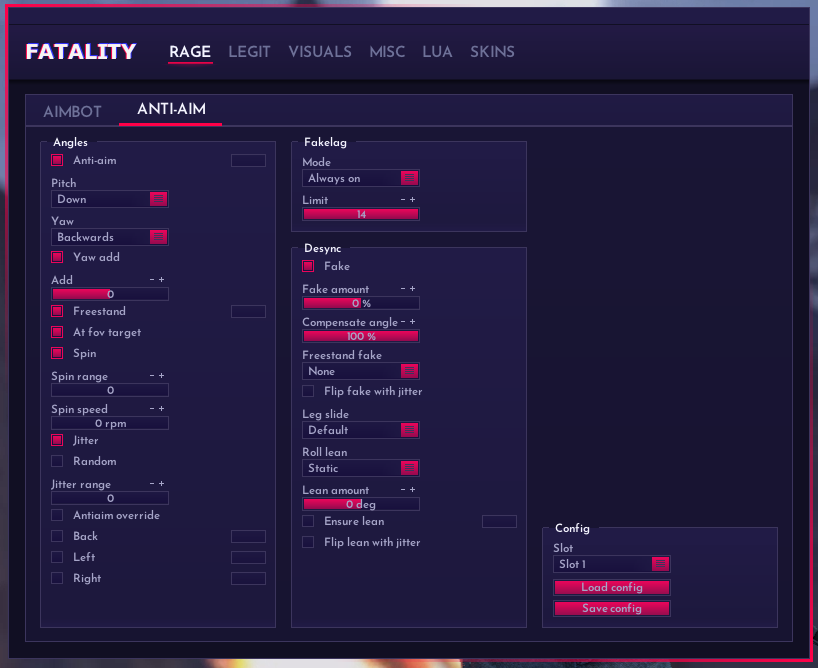 FATALITY
RAGE LEGIT VISUALS MISC LUA SKINS
AIMBOT ANTI-AIM
Angles
Anti-aim
Pitch
Down
Yaw
Backwards
Yaw add
Add - +
0
Freestand
At fov target
Spin
Spin range - +
0
Spin speed - +
0 rpm
Jitter
Random
Jitter range - +
0
Antiaim override
Back
Left
Right
Fakelag
Mode
Always on
Limit - +
14
Desync
Fake
Fake amount - +
0 %
Compensate angle - +
100 %
Freestand fake
None
Flip fake with jitter
Leg slide
Default
Roll lean
Static
Lean amount - +
0 deg
Ensure lean
Flip lean with jitter
Config
Slot
Slot 1
Load config
Save config